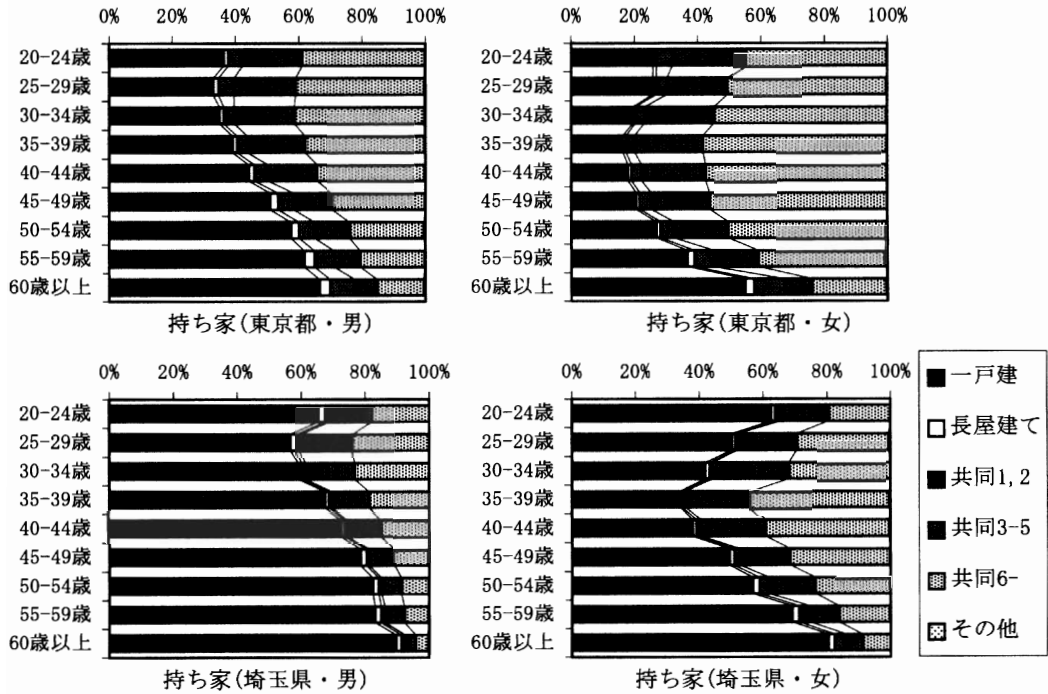 0% 20% 40% 60% 80% 100%
20-24歳
25-29歳
30-34歳
35-39歳
40-44歳
45-49歳
50-54歳
55-59歳
60歳以上
持ち家(東京都・男)
0% 20% 40% 60% 80% 100%
20-24歳
25-29歳
30-34歳
35-39歳
40-44歳
45-49歳
50-54歳
55-59歳
60歳以上
持ち家(東京都・女)
0% 20% 40% 60% 80% 100%
20-24歳
25-29歳
30-34歳
35-39歳
40-44歳
45-49歳
50-54歳
55-59歳
60歳以上
持ち家(埼玉県・男)
0% 20% 40% 60% 80% 100%
20-24歳
25-29歳
30-34歳
35-39歳
40-44歳
45-49歳
50-54歳
55-59歳
60歳以上
持ち家(埼玉県・女)
一戸建
長屋建て
共同1,2
共同3-5
共同6-
その他